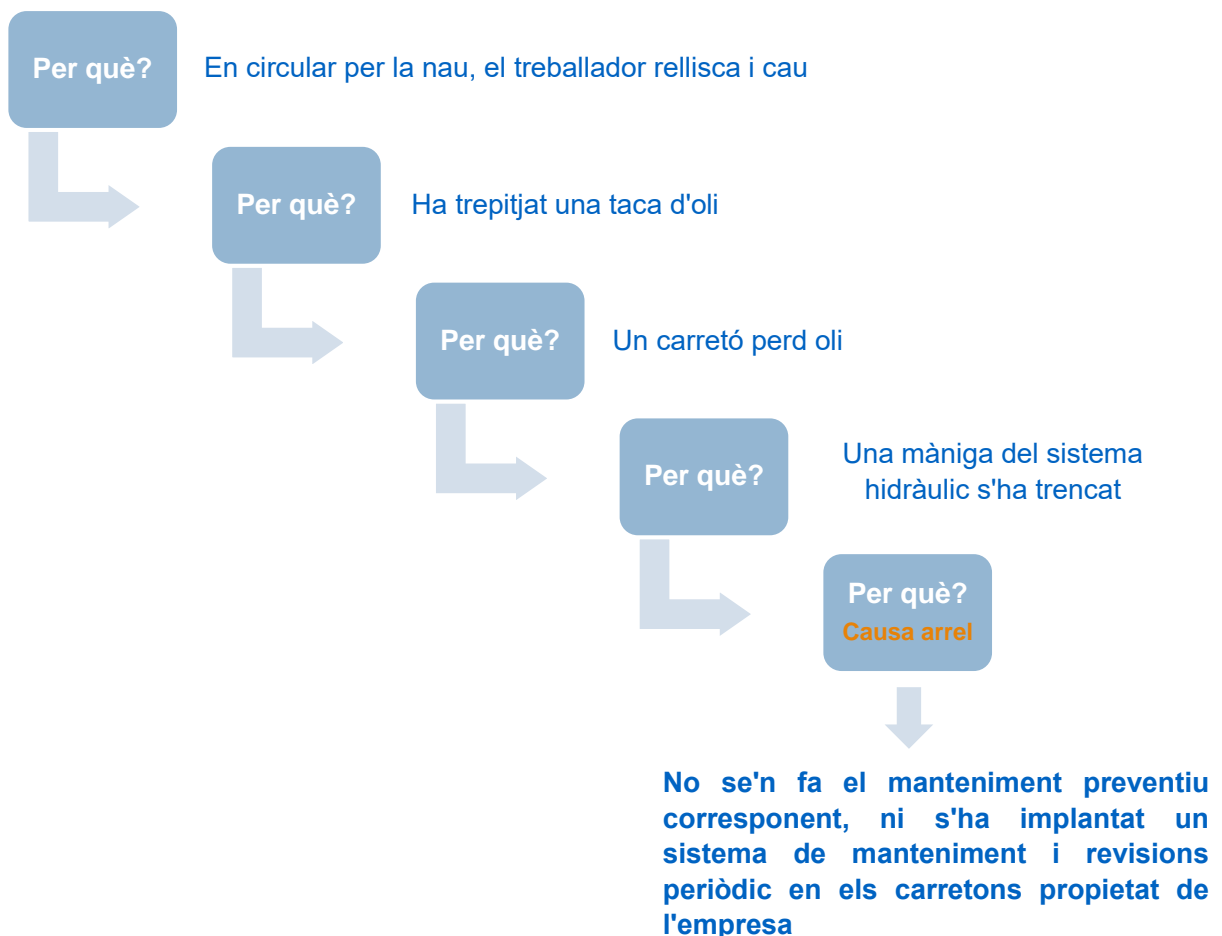 Per què?
En circular per la nau, el treballador rellisca i cau
Per què?
Ha trepitjat una taca d'oli
Per què?
Un carretó perd oli
Per què?
Una màniga del sistema
hidràulic s'ha trencat
Per què?
Causa arrel
No se'n fa el manteniment preventiu
corresponent, ni s'ha implantat un
sistema de manteniment i revisions
periòdic en els carretons propietat de
l'empresa